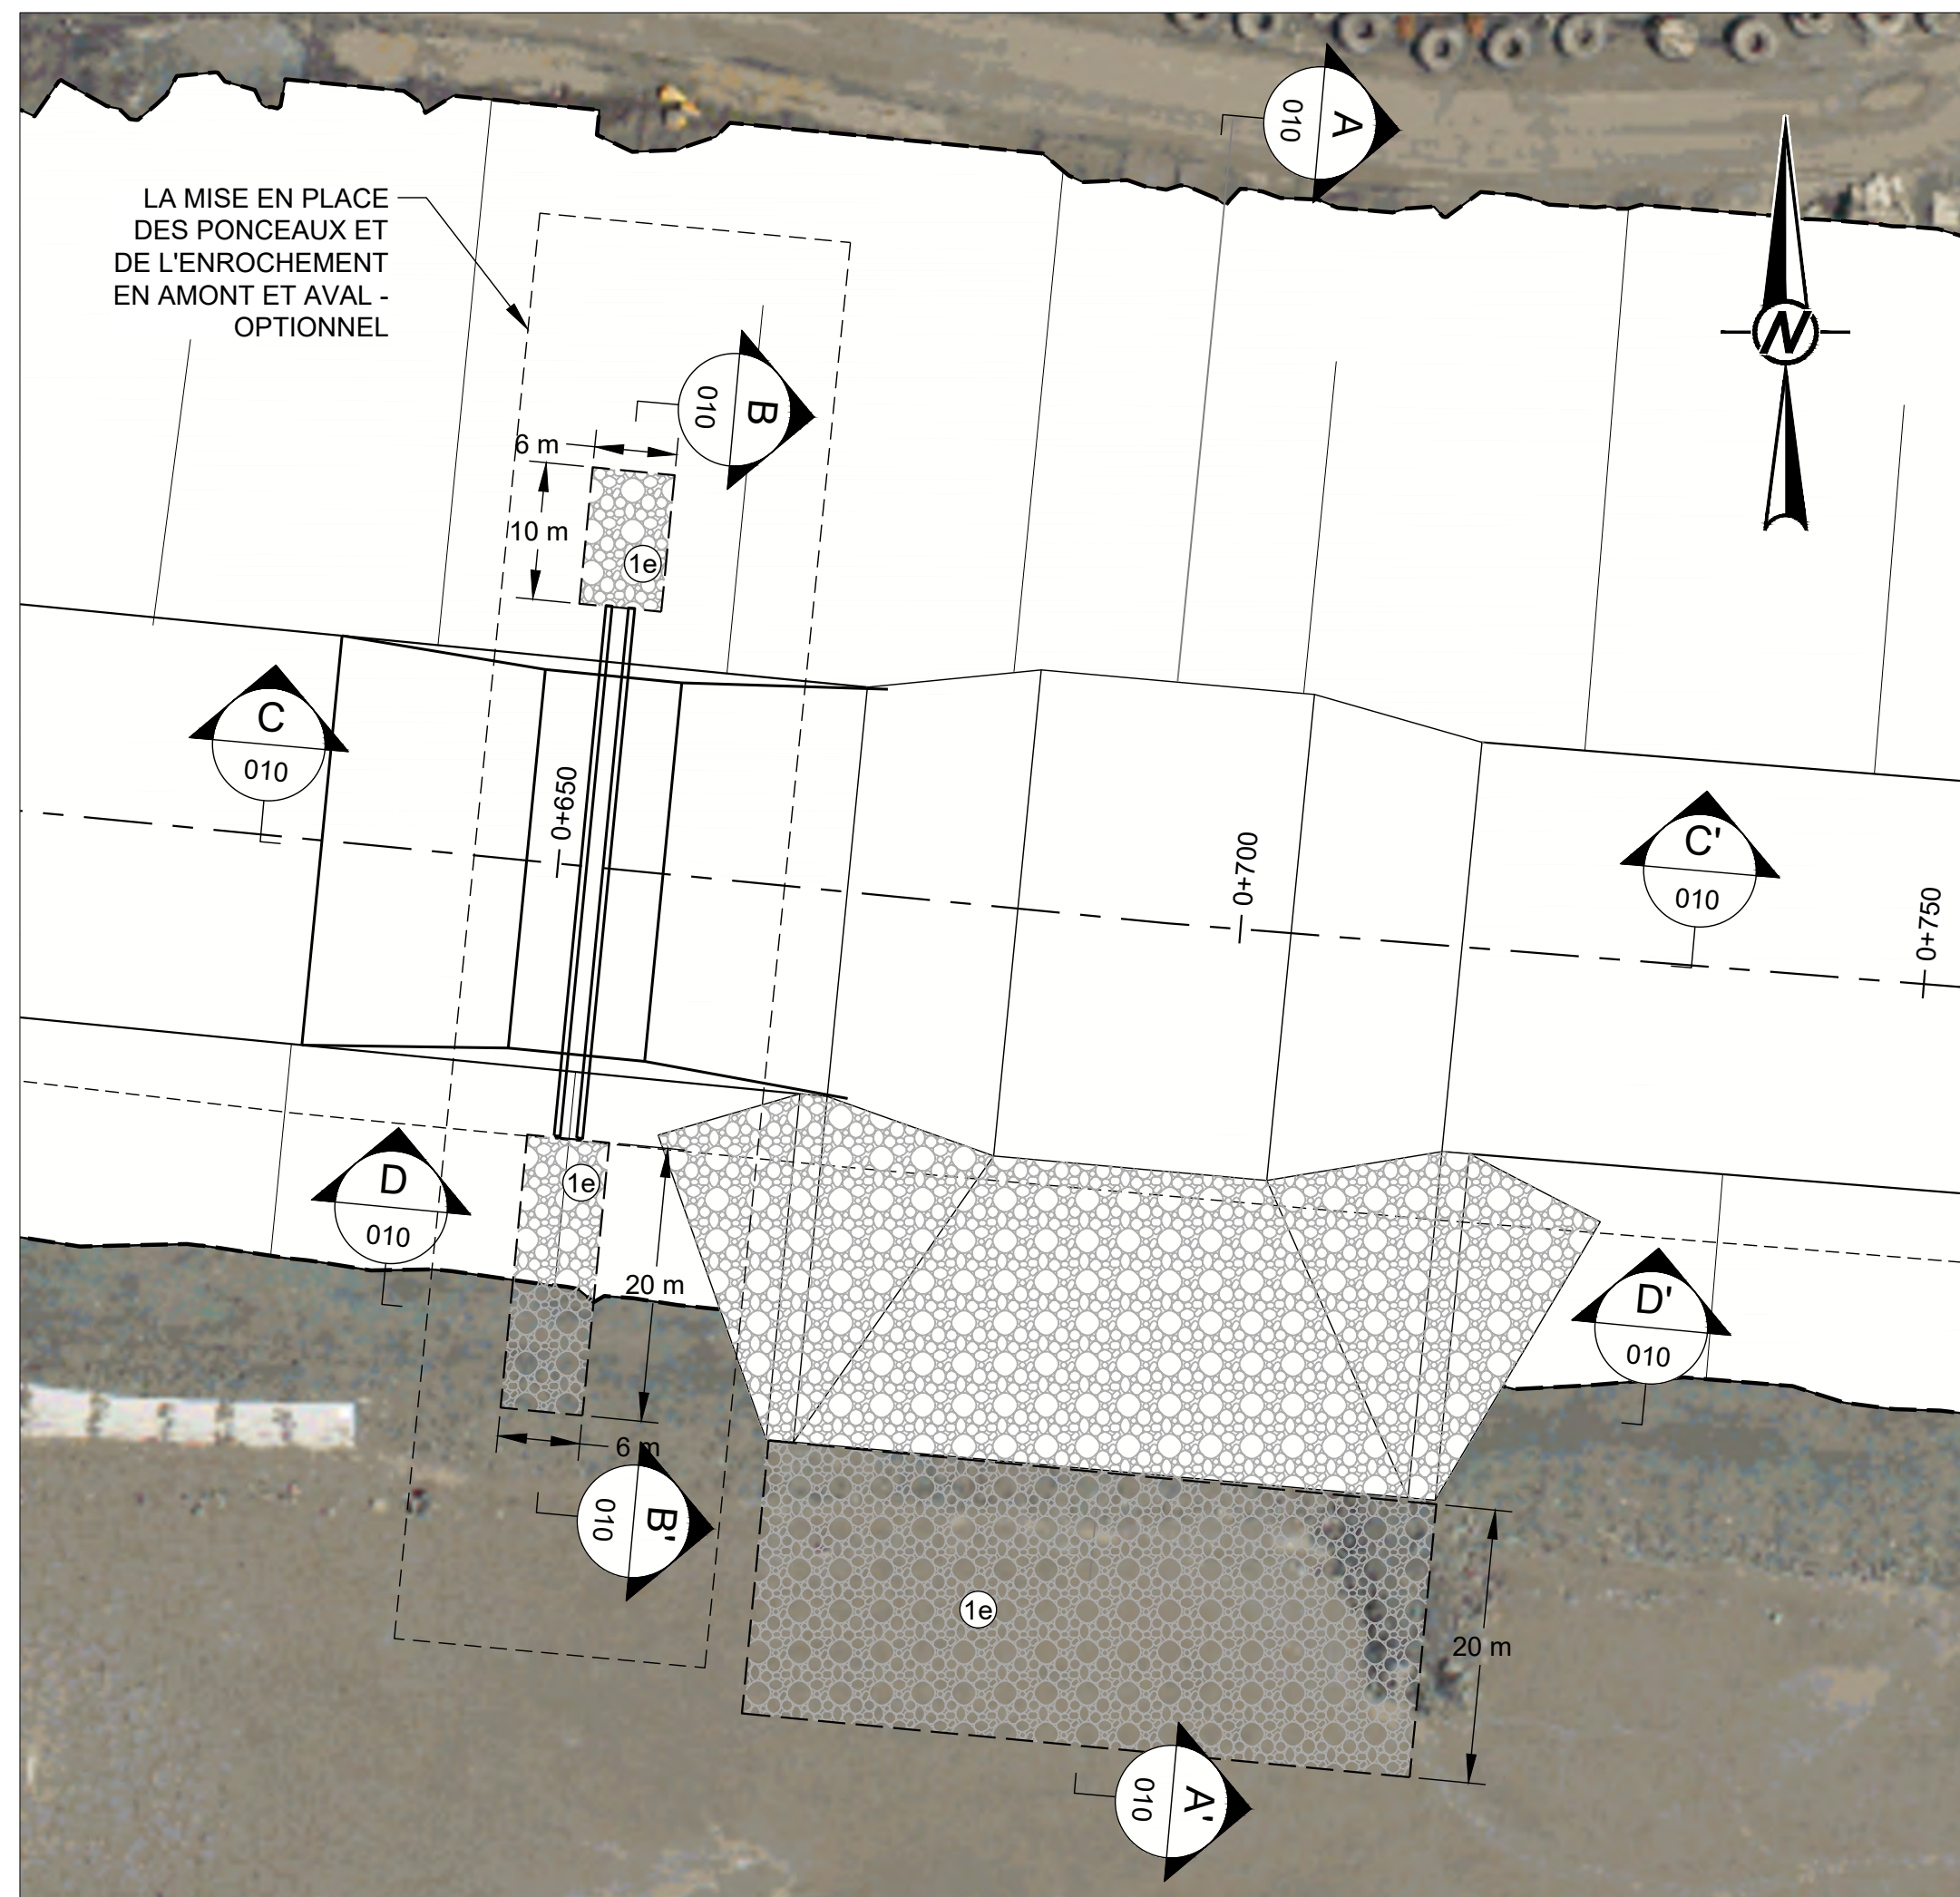 A
010
LA MISE EN PLACE
DES PONCEAUX ET
DE L'ENROCHEMENT
EN AMONT ET AVAL -
OPTIONNEL
N
B
010
6 m
10 m
1e
C
010
0+650
0+700
C'
010
0+750
D
010
1e
20 m
D'
010
6 m
B'
010
1e
20 m
A'
010